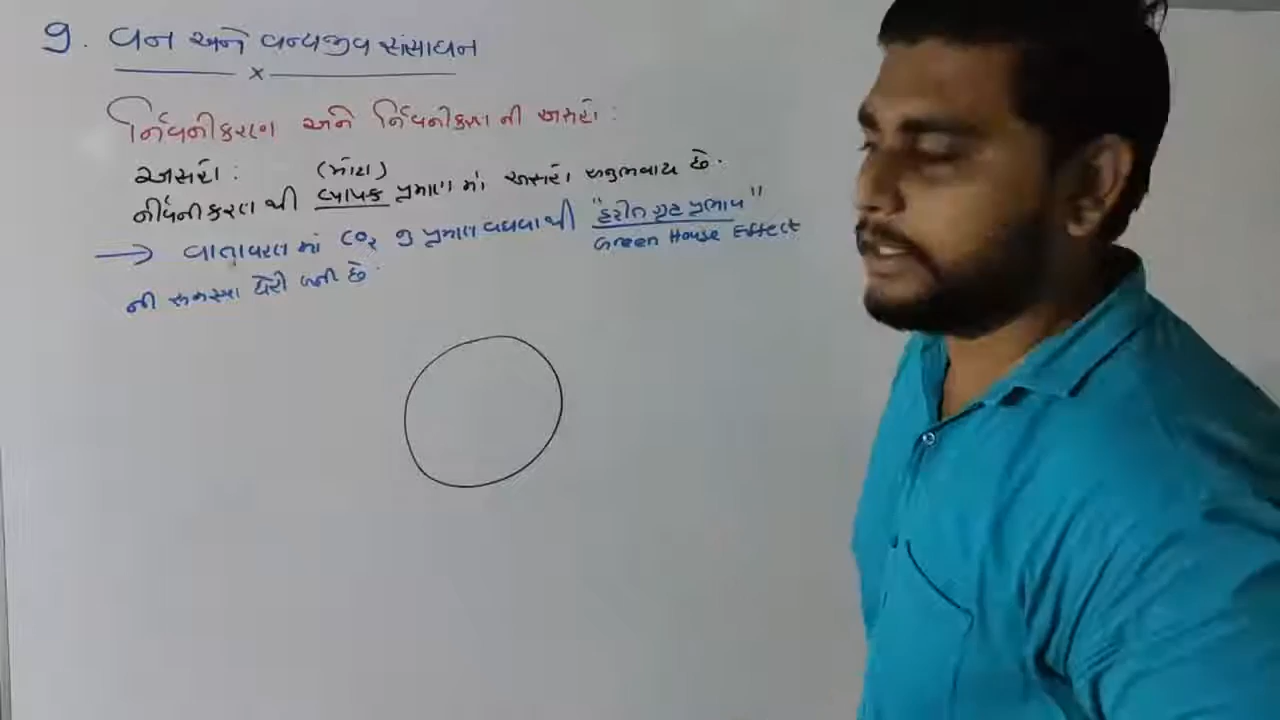 9. વન અને વન્યજીવ સંસાધન
x
નિર્વનીકરણ અને નિર્વનીકરણ ની અસરો :
અસરો : (મોટા)
નીર્વનીકરણ થી વ્યાપક પ્રમાણ માં અસરો અનુભવાય છે.
→ વાતાવરણ માં CO₂ નુ પ્રમાણ વધવા થી "હરીત ગૃહ પ્રભાવ"
Green House Effect
ની સમસ્યા ઘેરી બની છે.